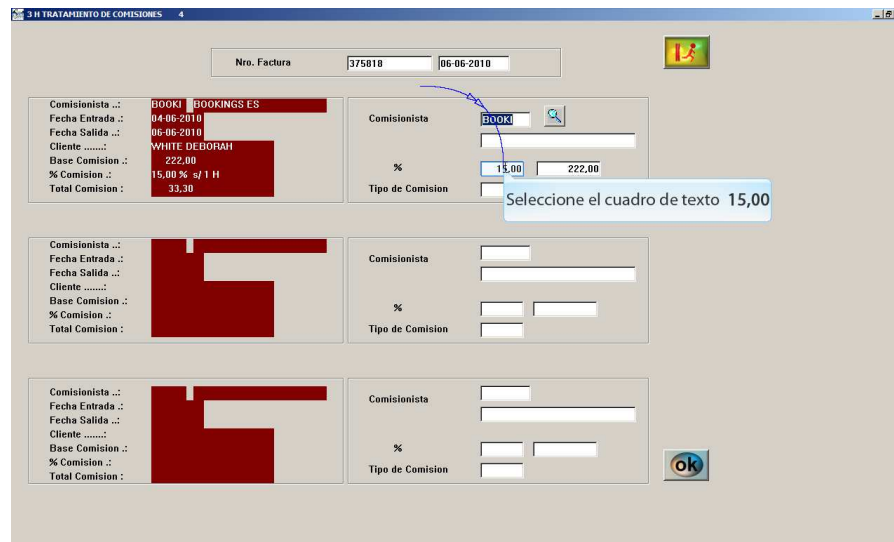 3 H TRATAMIENTO DE COMISIONES 4
Nro. Factura 375818 06-06-2010
Comisionista ..: BOOKI BOOKINGS ES
Fecha Entrada .: 04-06-2010
Fecha Salida ..: 06-06-2010
Cliente .......: WHITE DEBORAH
Base Comision .: 222,00
% Comision .: 15,00 % s/ 1 H
Total Comision : 33,30
Comisionista BOOKI
% 15,00 222,00
Tipo de Comision
Seleccione el cuadro de texto 15,00
Comisionista ..:
Fecha Entrada .:
Fecha Salida ..:
Cliente .......:
Base Comision .:
% Comision .:
Total Comision :
Comisionista
%
Tipo de Comision
Comisionista ..:
Fecha Entrada .:
Fecha Salida ..:
Cliente .......:
Base Comision .:
% Comision .:
Total Comision :
Comisionista
%
Tipo de Comision
ok